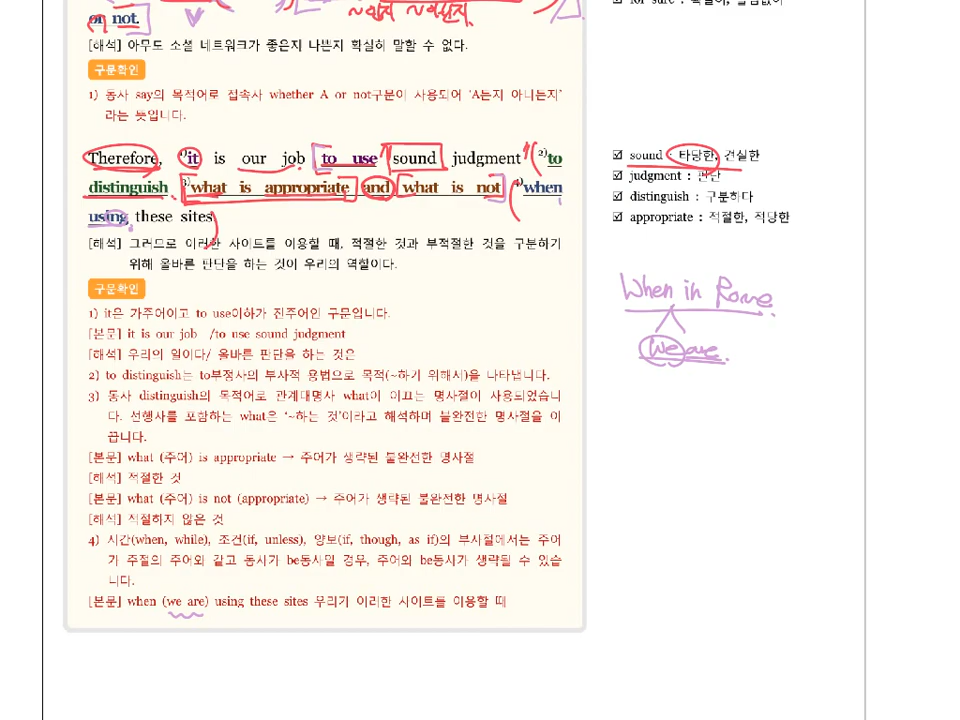 or not.
[해석] 아무도 소셜 네트워크가 좋은지 나쁜지 확실히 말할 수 없다.
구문확인
1) 동사 say의 목적어로 접속사 whether A or not구문이 사용되어 'A든지 아니든지'
라는 뜻입니다.
Therefore, 1)it is our job to use sound judgment 2)to
distinguish 3)what is appropriate and what is not 4)when
using these sites.
[해석] 그러므로 이러한 사이트를 이용할 때, 적절한 것과 부적절한 것을 구분하기
위해 올바른 판단을 하는 것이 우리의 역할이다.
구문확인
1) it은 가주어이고 to use이하가 진주어인 구문입니다.
[본문] it is our job /to use sound judgment
[해석] 우리의 일이다/ 올바른 판단을 하는 것은
2) to distinguish는 to부정사의 부사적 용법으로 목적(~하기 위해서)을 나타냅니다.
3) 동사 distinguish의 목적어로 관계대명사 what이 이끄는 명사절이 사용되었습니
다. 선행사를 포함하는 what은 '~하는 것'이라고 해석하며 불완전한 명사절을 이
끕니다.
[본문] what (주어) is appropriate → 주어가 생략된 불완전한 명사절
[해석] 적절한 것
[본문] what (주어) is not (appropriate) → 주어가 생략된 불완전한 명사절
[해석] 적절하지 않은 것
4) 시간(when, while), 조건(if, unless), 양보(if, though, as if)의 부사절에서는 주어
가 주절의 주어와 같고 동사가 be동사일 경우, 주어와 be동사가 생략될 수 있습
니다.
[본문] when (we are) using these sites 우리가 이러한 사이트를 이용할 때
☑ sound : 타당한, 견실한
☑ judgment : 판단
☑ distinguish : 구분하다
☑ appropriate : 적절한, 적당한
When in Rome
We are.